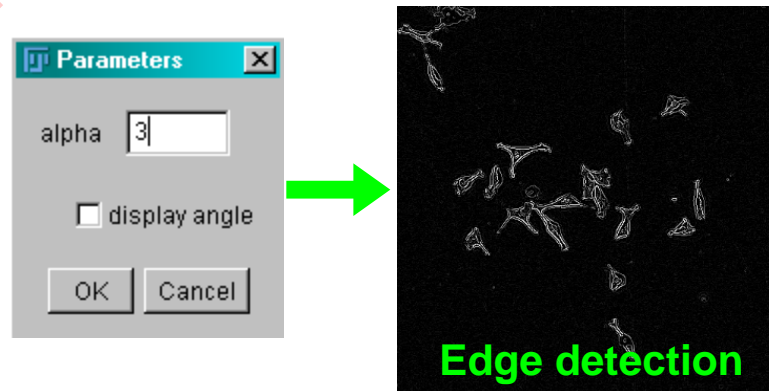 Parameters
alpha 3
display angle
OK Cancel
Edge detection